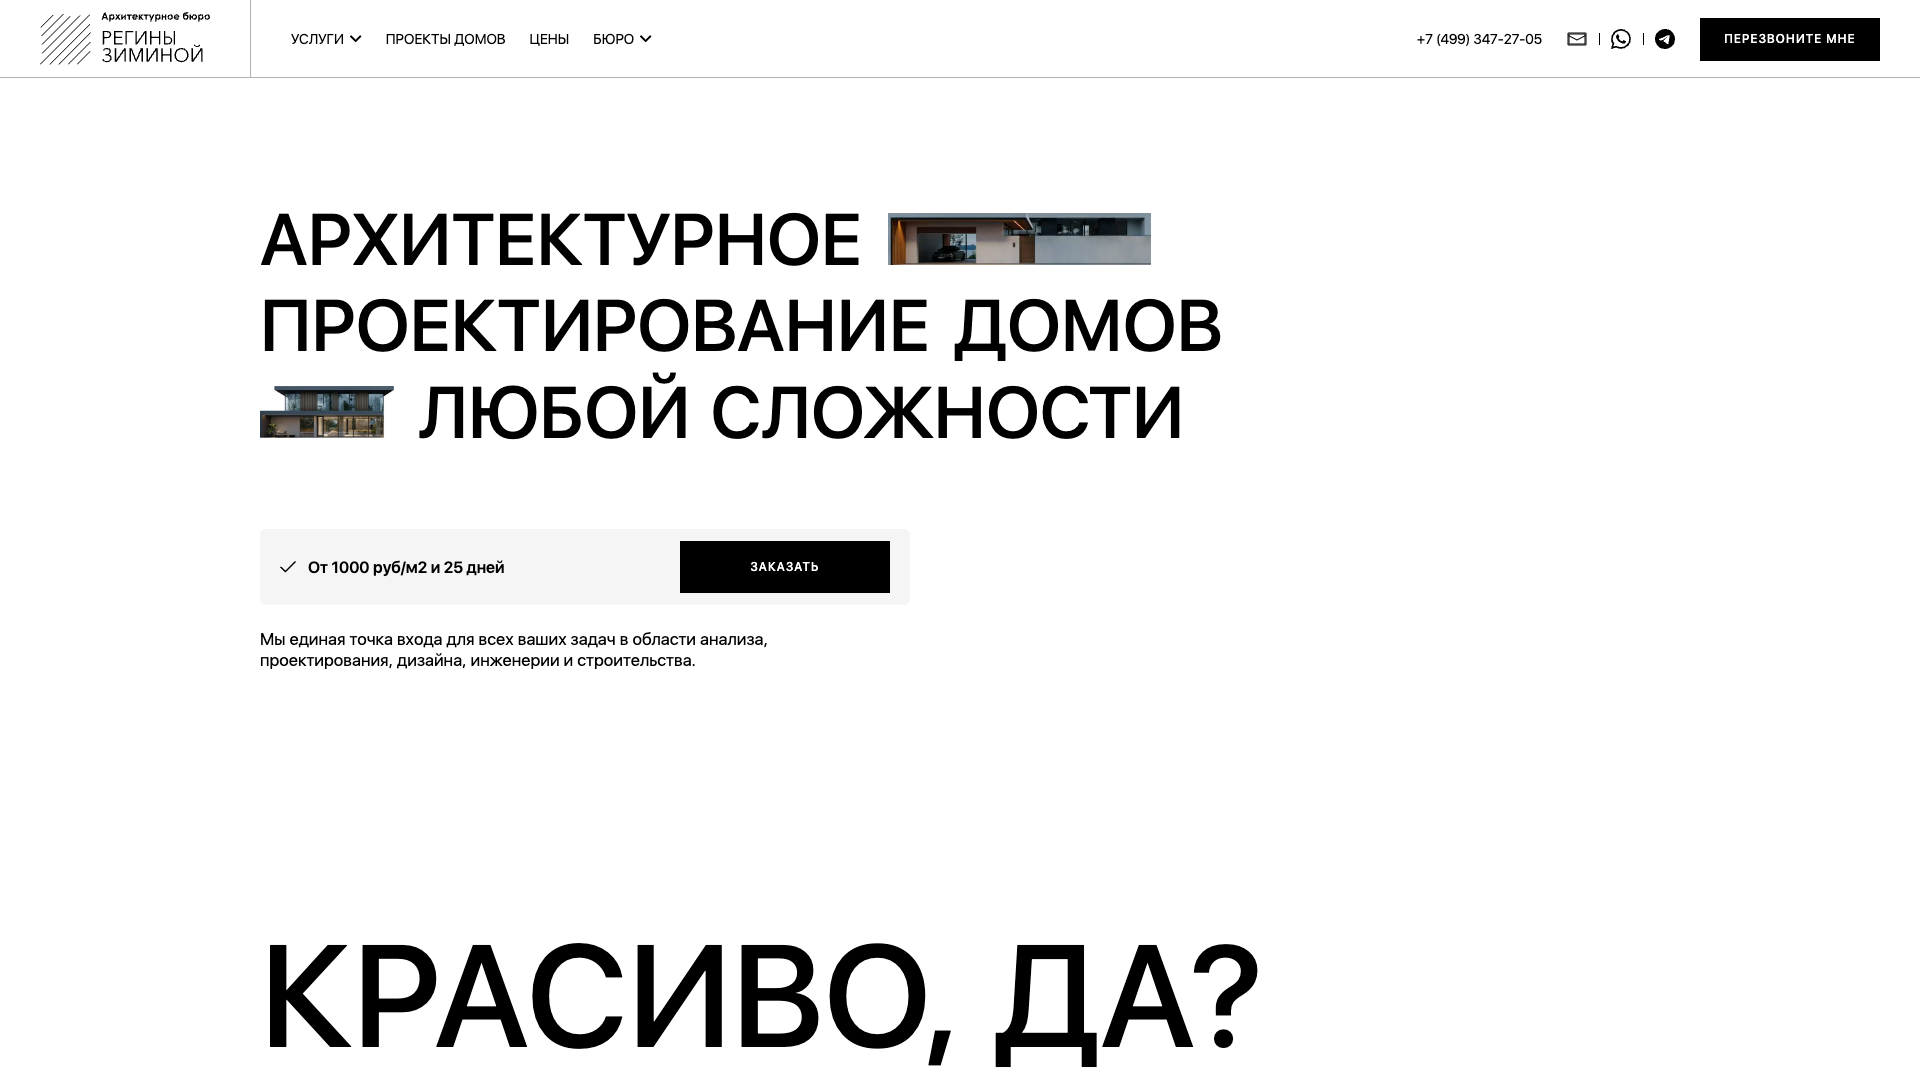 Архитектурное бюро
РЕГИНЫ
ЗИМИНОЙ
УСЛУГИ
ПРОЕКТЫ ДОМОВ
ЦЕНЫ
БЮРО
+7 (499) 347-27-05
ПЕРЕЗВОНИТЕ МНЕ
АРХИТЕКТУРНОЕ
ПРОЕКТИРОВАНИЕ ДОМОВ
ЛЮБОЙ СЛОЖНОСТИ
От 1000 руб/м2 и 25 дней
ЗАКАЗАТЬ
Мы единая точка входа для всех ваших задач в области анализа,
проектирования, дизайна, инженерии и строительства.
КРАСИВО, ДА?